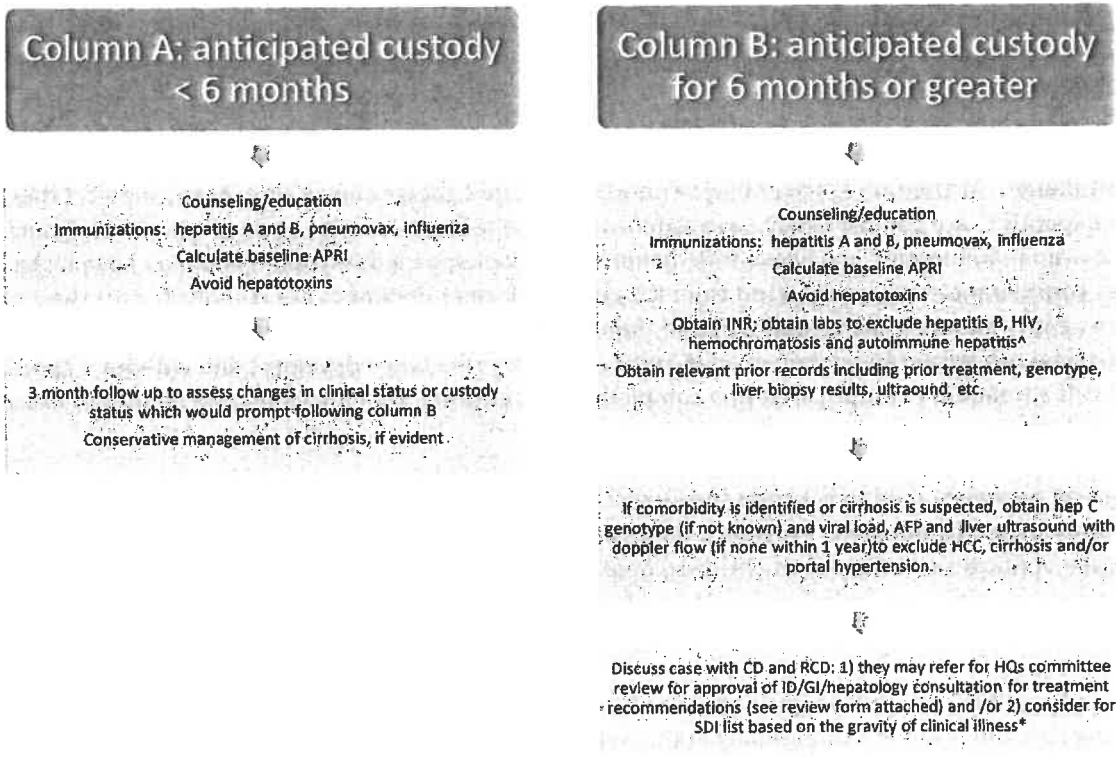 Column A: anticipated custody
< 6 months
Counseling/education
Immunizations: hepatitis A and B, pneumovax, influenza
Calculate baseline APRI
Avoid hepatotoxins
3 month follow up to assess changes in clinical status or custody
status which would prompt following column B
Conservative management of cirrhosis, if evident
Column B: anticipated custody
for 6 months or greater
Counseling/education
Immunizations: hepatitis A and B, pneumovax, influenza
Calculate baseline APRI
Avoid hepatotoxins
Obtain INR; obtain labs to exclude hepatitis B, HIV,
hemochromatosis and autoimmune hepatitis^
Obtain relevant prior records including prior treatment, genotype,
liver biopsy results, ultraound, etc.
If comorbidity is identified or cirrhosis is suspected, obtain hep C
genotype (if not known) and viral load, AFP and liver ultrasound with
doppler flow (if none within 1 year)to exclude HCC, cirrhosis and/or
portal hypertension.
Discuss case with CD and RCD: 1) they may refer for HQs committee
review for approval of ID/GI/hepatology consultation for treatment
recommendations (see review form attached) and /or 2) consider for
SDI list based on the gravity of clinical illness*